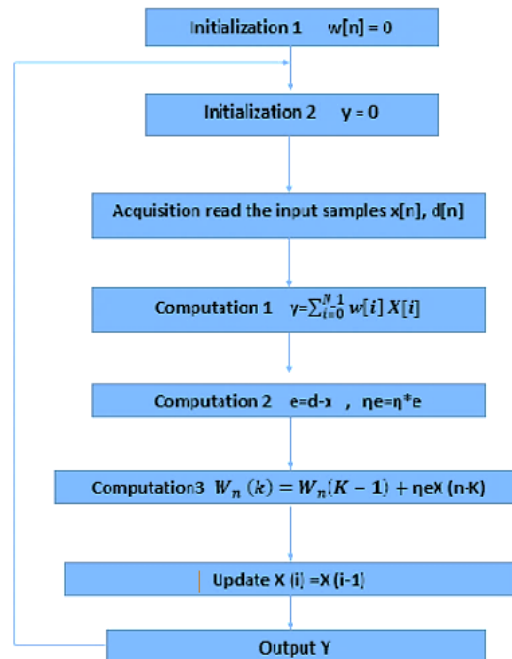 Initialization 1 w[n] = 0
Initialization 2 y = 0
Acquisition read the input samples x[n], d[n]
Computation 1 y=∑_{i=0}^{N-1} w[i] X[i]
Computation 2 e=d-x , ηe=η*e
Computation3 W_n (k) = W_n(K − 1) + ηeX (n-K)
Update X (i) =X (i-1)
Output Y